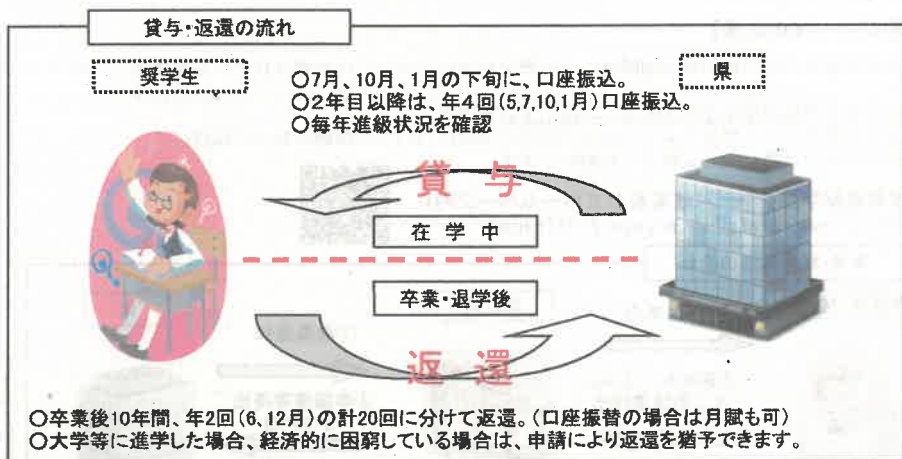 貸与・返還の流れ
奨学生
県
○7月、10月、1月の下旬に、口座振込。
○2年目以降は、年4回(5,7,10,1月)口座振込。
○毎年進級状況を確認
貸 与
在 学 中
卒業・退学後
返 還
○卒業後10年間、年2回(6、12月)の計20回に分けて返還。(口座振替の場合は月賦も可)
○大学等に進学した場合、経済的に困窮している場合は、申請により返還を猶予できます。